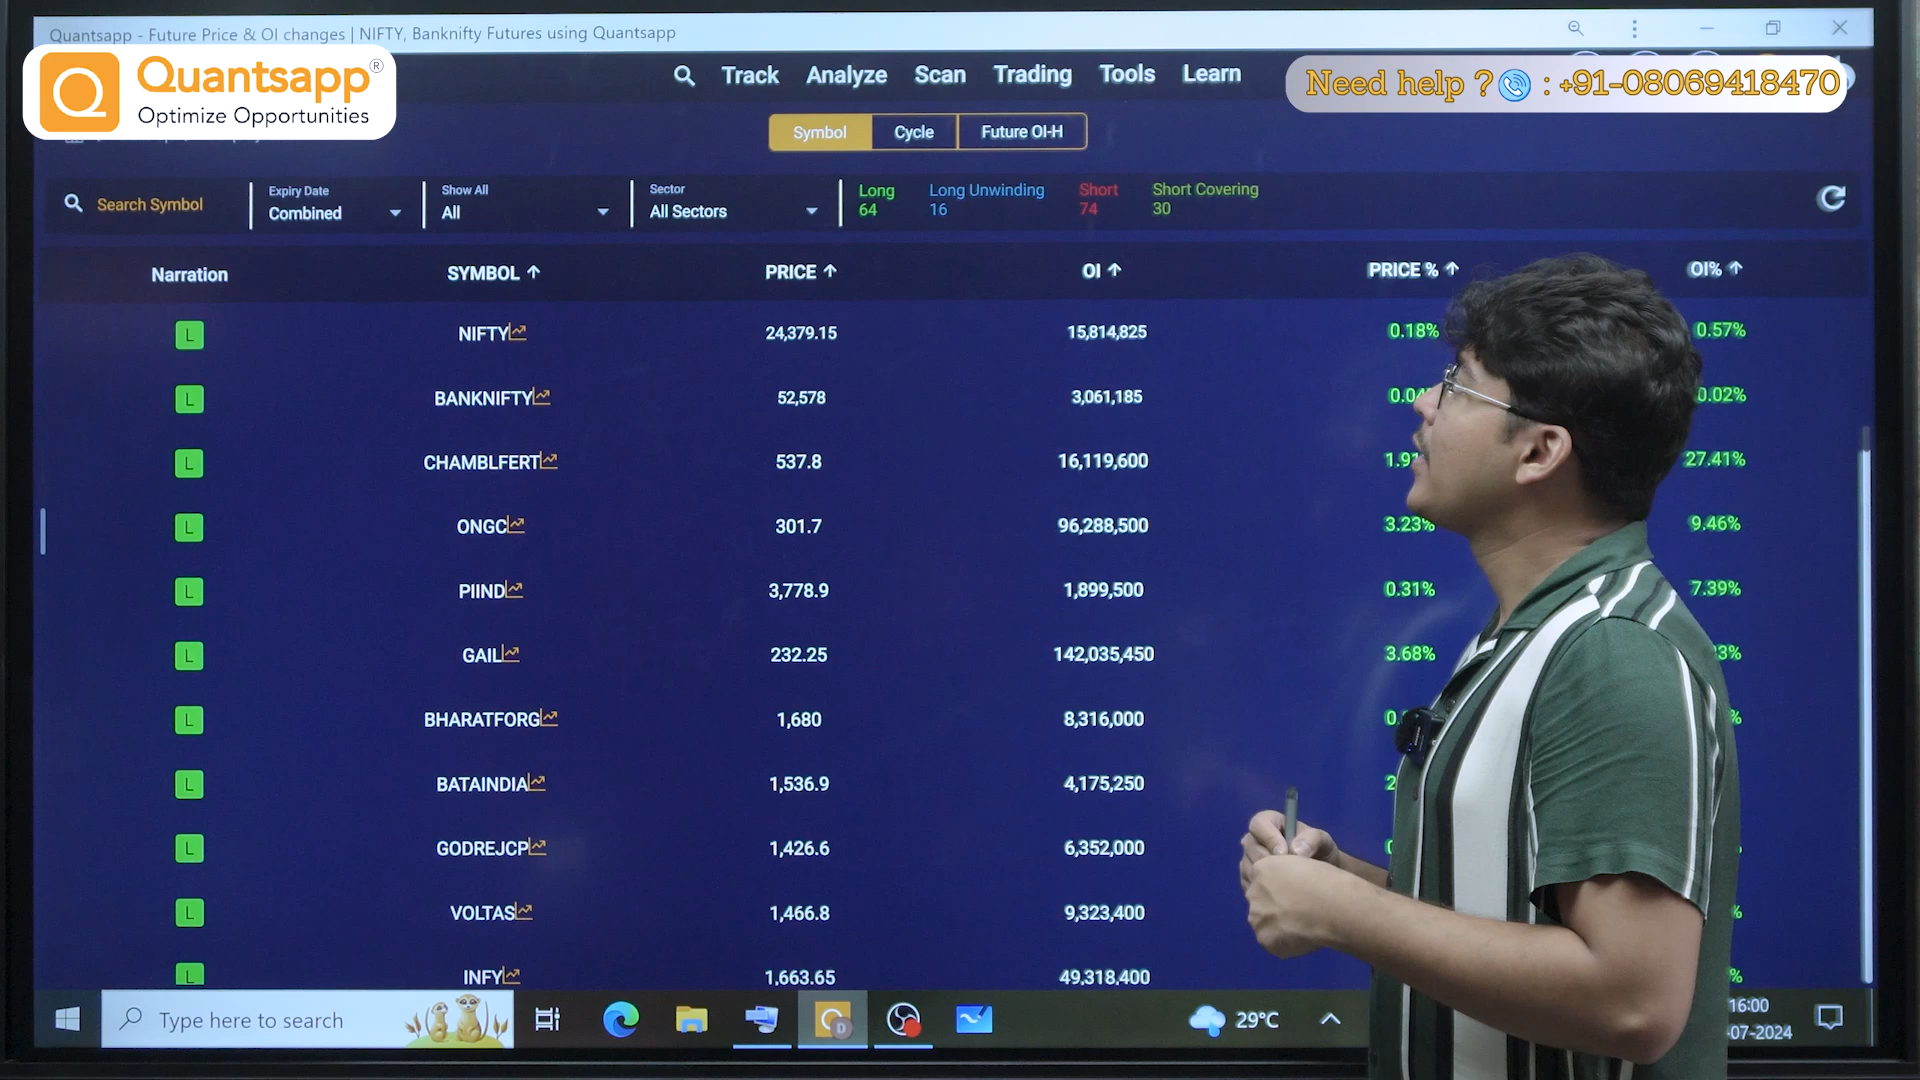 Quantsapp - Future Price & OI changes | NIFTY, Banknifty Futures using Quantsapp
Quantsapp®
Optimize Opportunities
Track Analyze Scan Trading Tools Learn
Need help ? : +91-08069418470
Symbol Cycle Future OI-H
Search Symbol
Expiry Date
Combined
Show All
All
Sector
All Sectors
Long
64
Long Unwinding
16
Short
74
Short Covering
30
Narration SYMBOL PRICE OI PRICE % OI%
L NIFTY 24,379.15 15,814,825 0.18% 0.57%
L BANKNIFTY 52,578 3,061,185 0.02%
L CHAMBLFERT 537.8 16,119,600 27.41%
L ONGC 301.7 96,288,500 3.23% 9.46%
L PIIND 3,778.9 1,899,500 0.31% 7.39%
L GAIL 232.25 142,035,450 3.68%
L BHARATFORG 1,680 8,316,000
L BATAINDIA 1,536.9 4,175,250
L GODREJCP 1,426.6 6,352,000
L VOLTAS 1,466.8 9,323,400
L INFY 1,663.65 49,318,400
Type here to search
29°C
16:00
-07-2024